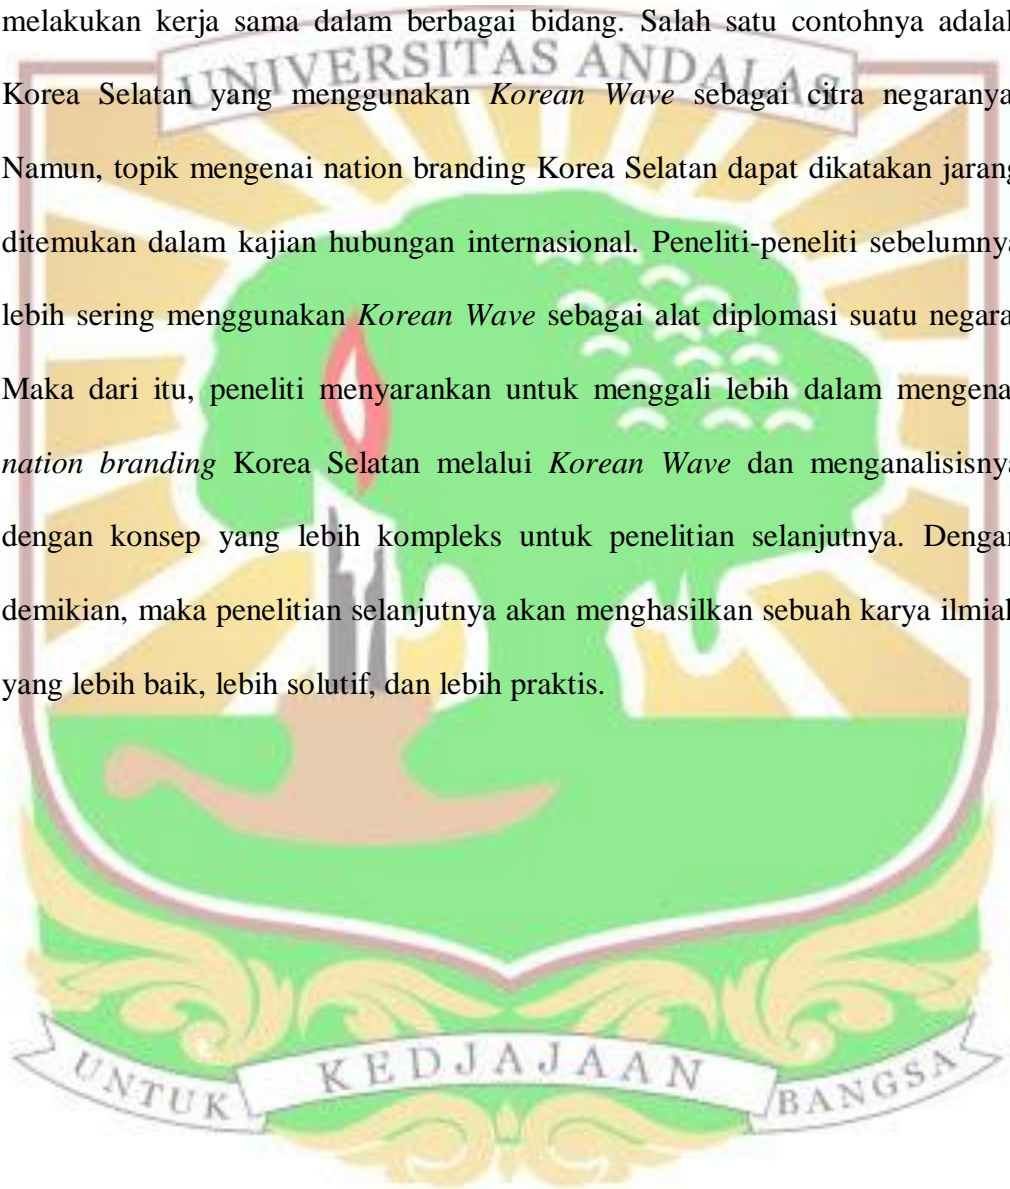 melakukan kerja sama dalam berbagai bidang. Salah satu contohnya adalah
UNIVERSITAS ANDALAS
Korea Selatan yang menggunakan Korean Wave sebagai citra negaranya.
Namun, topik mengenai nation branding Korea Selatan dapat dikatakan jarang
ditemukan dalam kajian hubungan internasional. Peneliti-peneliti sebelumnya
lebih sering menggunakan Korean Wave sebagai alat diplomasi suatu negara.
Maka dari itu, peneliti menyarankan untuk menggali lebih dalam mengenai
nation branding Korea Selatan melalui Korean Wave dan menganalisisnya
dengan konsep yang lebih kompleks untuk penelitian selanjutnya. Dengan
demikian, maka penelitian selanjutnya akan menghasilkan sebuah karya ilmiah
yang lebih baik, lebih solutif, dan lebih praktis.
UNTUK KEDJAJAAN BANGSA